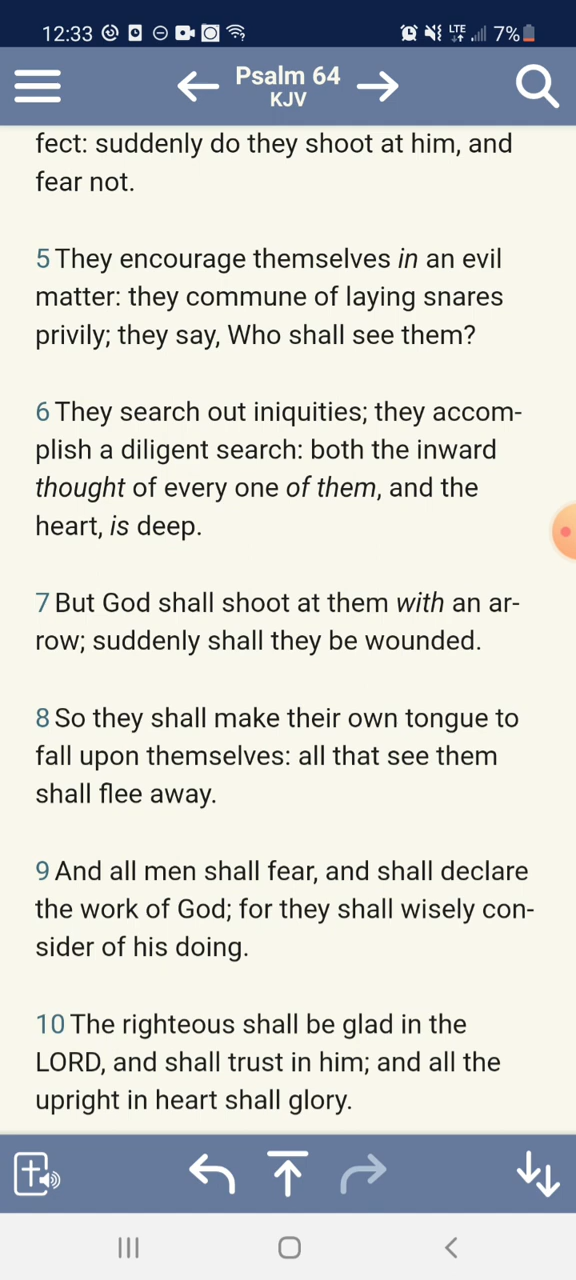 12:33
LTE
7%
Psalm 64
KJV
fect: suddenly do they shoot at him, and
fear not.
5 They encourage themselves in an evil
matter: they commune of laying snares
privily; they say, Who shall see them?
6 They search out iniquities; they accom-
plish a diligent search: both the inward
thought of every one of them, and the
heart, is deep.
7 But God shall shoot at them with an ar-
row; suddenly shall they be wounded.
8 So they shall make their own tongue to
fall upon themselves: all that see them
shall flee away.
9 And all men shall fear, and shall declare
the work of God; for they shall wisely con-
sider of his doing.
10 The righteous shall be glad in the
LORD, and shall trust in him; and all the
upright in heart shall glory.